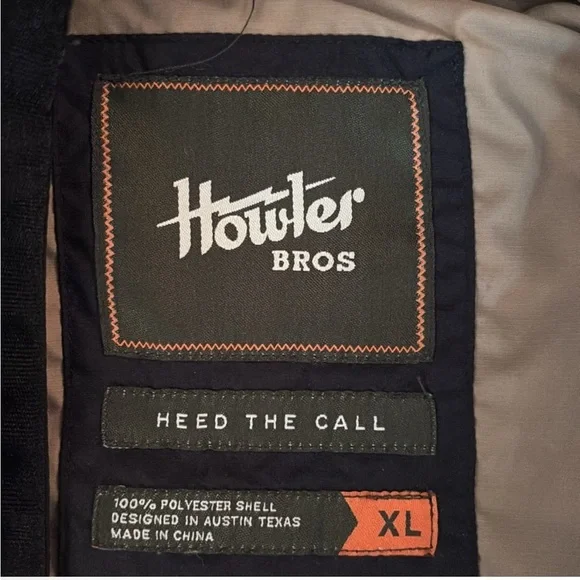 Howler
BROS
HEED THE CALL
100% POLYESTER SHELL
DESIGNED IN AUSTIN TEXAS
MADE IN CHINA
XL